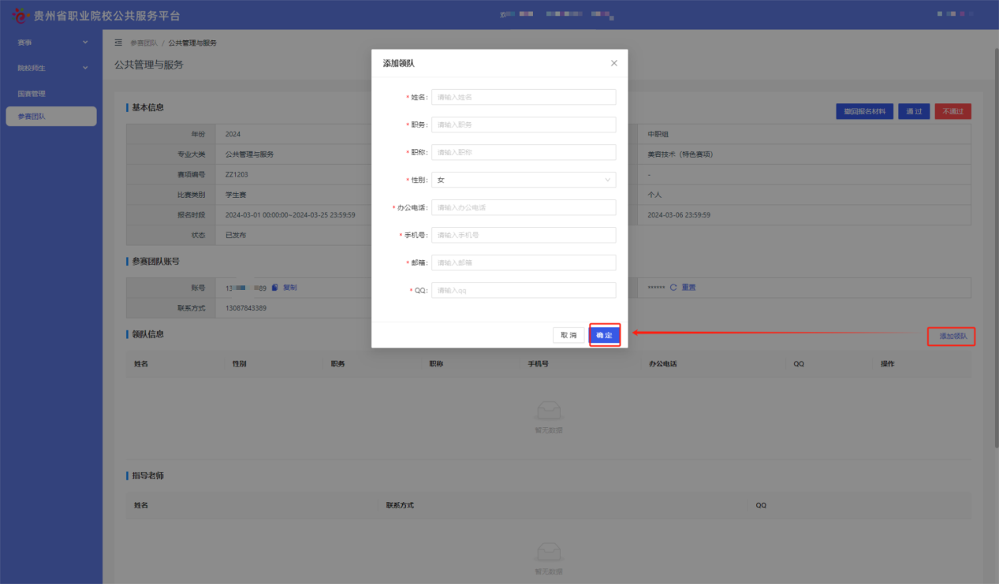 贵州省职业院校公共服务平台
赛事
院校师生
国赛管理
参赛团队
参赛团队 / 公共管理与服务
公共管理与服务
基本信息
撤回报名材料 通 过 不通过
年份 2024 中职组
专业大类 公共管理与服务 美容技术（特色赛项）
赛项编号 ZZ1203 -
比赛类别 学生赛 个人
报名时段 2024-03-01 00:00:00~2024-03-25 23:59:59 2024-03-06 23:59:59
状态 已发布
参赛团队账号
账号 13 89 复制 ****** 重置
联系方式 13087843389
领队信息
添加领队
姓名 性别 职务 职称 手机号 办公电话 QQ 操作
暂无数据
指导老师
姓名 联系方式 QQ
暂无数据
添加领队
* 姓名: 请输入姓名
* 职务: 请输入职务
* 职称: 请输入职称
* 性别: 女
* 办公电话: 请输入办公电话
* 手机号: 请输入手机号
* 邮箱: 请输入邮箱
* QQ: 请输入qq
取 消 确 定